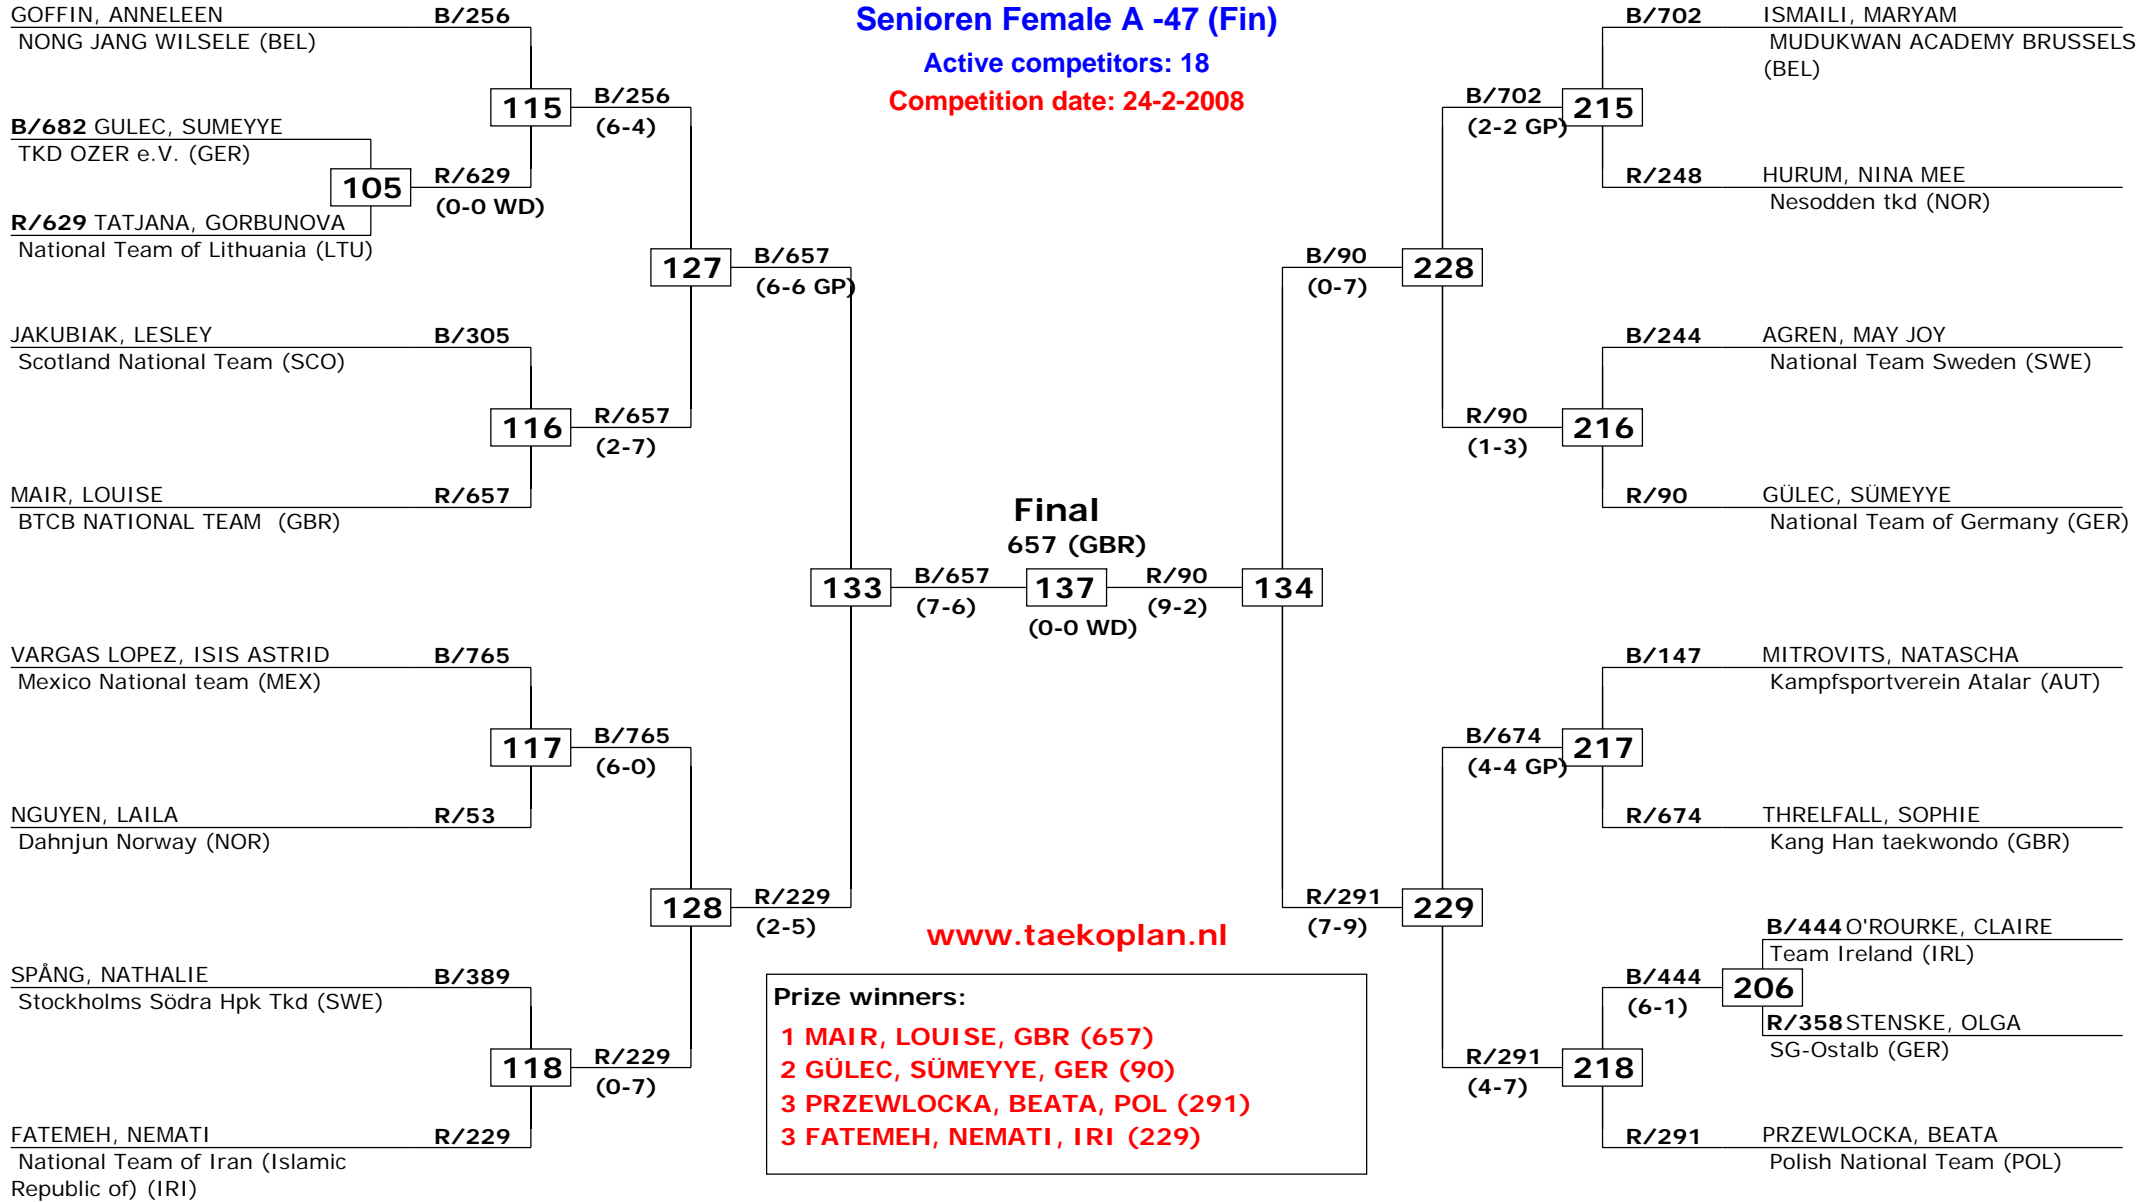 Senioren Female A -47 (Fin)
Active competitors: 18
Competition date: 24-2-2008
GOFFIN, ANNELEEN B/256
NONG JANG WILSELE (BEL)
115 B/256
(6-4)
B/682 GULEC, SUMEYYE
TKD OZER e.V. (GER)
105 R/629
(0-0 WD)
R/629 TATJANA, GORBUNOVA
National Team of Lithuania (LTU)
127 B/657
(6-6 GP)
JAKUBIAK, LESLEY B/305
Scotland National Team (SCO)
116 R/657
(2-7)
MAIR, LOUISE R/657
BTCB NATIONAL TEAM (GBR)
133 B/657
(7-6)
VARGAS LOPEZ, ISIS ASTRID B/765
Mexico National team (MEX)
117 B/765
(6-0)
NGUYEN, LAILA R/53
Dahnjun Norway (NOR)
128 R/229
(2-5)
SPÅNG, NATHALIE B/389
Stockholms Södra Hpk Tkd (SWE)
118 R/229
(0-7)
FATEMEH, NEMATI R/229
National Team of Iran (Islamic
Republic of) (IRI)
Final
657 (GBR)
137
(0-0 WD)
B/702 ISMAILI, MARYAM
MUDUKWAN ACADEMY BRUSSELS
(BEL)
B/702 215
(2-2 GP)
R/248 HURUM, NINA MEE
Nesodden tkd (NOR)
B/90 228
(0-7)
B/244 AGREN, MAY JOY
National Team Sweden (SWE)
R/90 216
(1-3)
R/90 GÜLEC, SÜMEYYE
National Team of Germany (GER)
R/90 134
(9-2)
B/147 MITROVITS, NATASCHA
Kampfsportverein Atalar (AUT)
B/674 217
(4-4 GP)
R/674 THRELFALL, SOPHIE
Kang Han taekwondo (GBR)
R/291 229
(7-9)
B/444 O'ROURKE, CLAIRE
Team Ireland (IRL)
B/444 206
(6-1)
R/358 STENSKE, OLGA
SG-Ostalb (GER)
R/291 218
(4-7)
R/291 PRZEWLOCKA, BEATA
Polish National Team (POL)
www.taekoplan.nl
Prize winners:
1 MAIR, LOUISE, GBR (657)
2 GÜLEC, SÜMEYYE, GER (90)
3 PRZEWLOCKA, BEATA, POL (291)
3 FATEMEH, NEMATI, IRI (229)